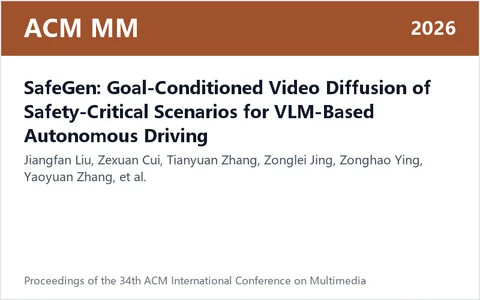 ACM MM
2026
SafeGen: Goal-Conditioned Video Diffusion of
Safety-Critical Scenarios for VLM-Based
Autonomous Driving
Jiangfan Liu, Zexuan Cui, Tianyuan Zhang, Zonglei Jing, Zonghao Ying,
Yaoyuan Zhang, et al.
Proceedings of the 34th ACM International Conference on Multimedia